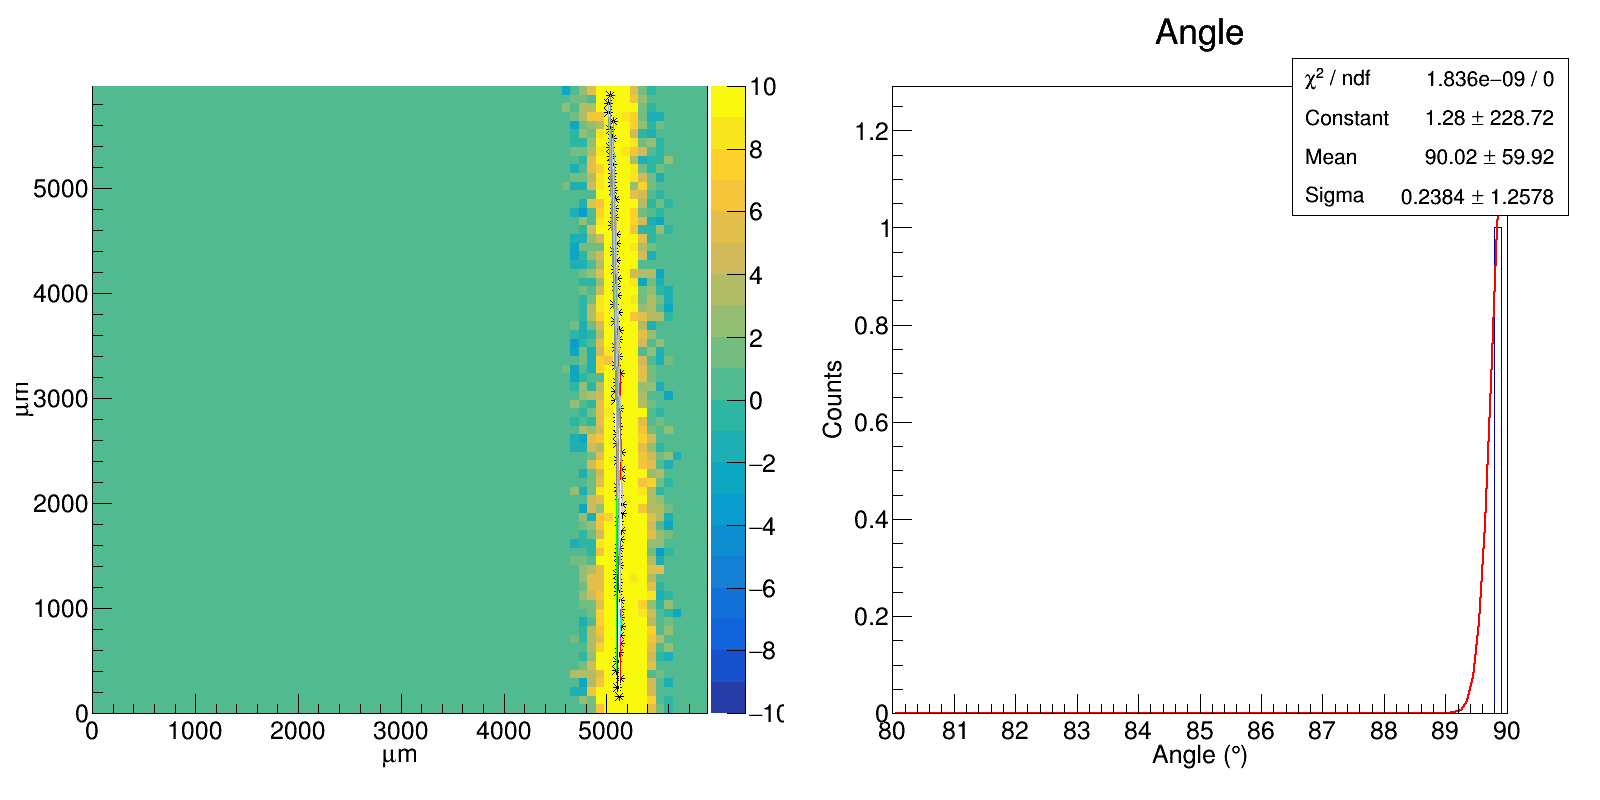 Angle
χ² / ndf 1.836e−09 / 0
Constant 1.28 ± 228.72
Mean 90.02 ± 59.92
Sigma 0.2384 ± 1.2578
10
8
6
4
2
0
−2
−4
−6
−8
−10
5000
4000
3000
2000
1000
0
μm
0 1000 2000 3000 4000 5000
μm
1.2
1
0.8
0.6
0.4
0.2
0
Counts
80 81 82 83 84 85 86 87 88 89 90
Angle (°)